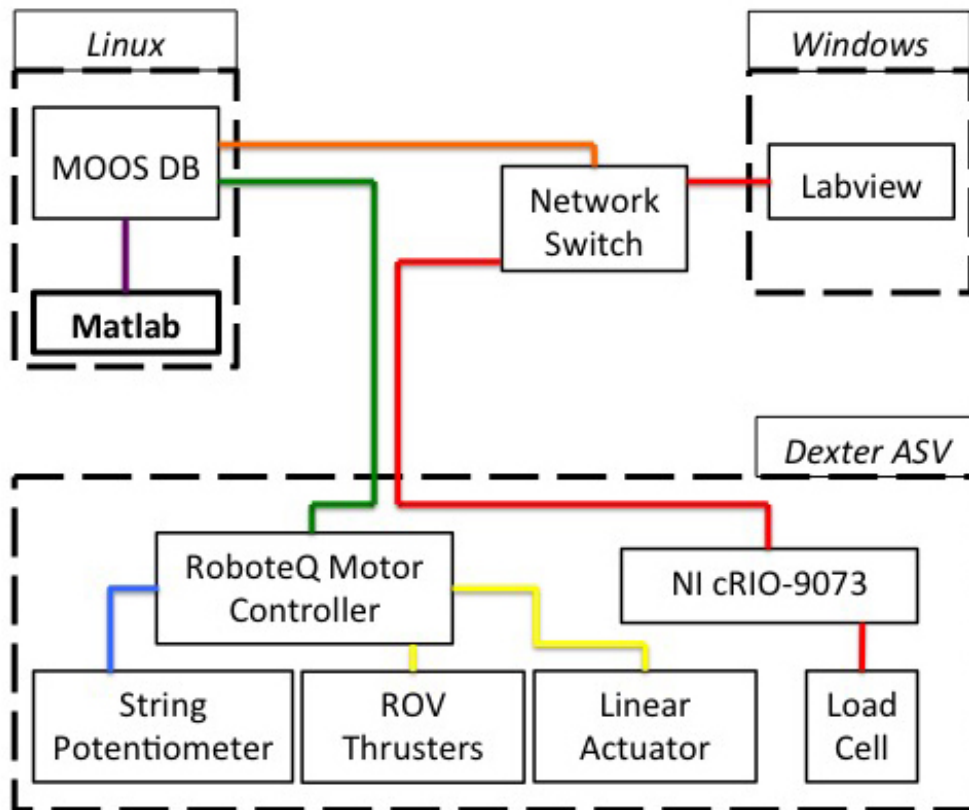 Linux
Windows
MOOS DB
Network
Switch
Labview
Matlab
Dexter ASV
RoboteQ Motor
Controller
NI cRIO-9073
String
Potentiometer
ROV
Thrusters
Linear
Actuator
Load
Cell